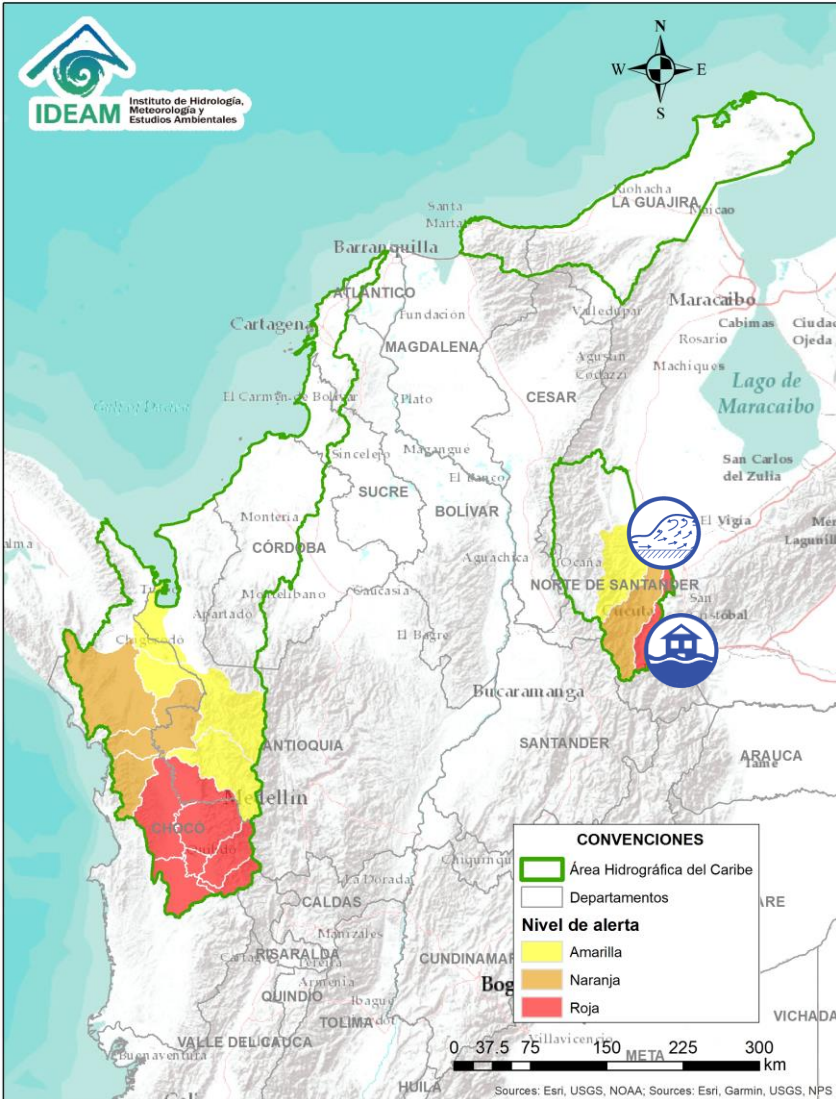 IDEAM
Instituto de Hidrología,
Meteorología y
Estudios Ambientales
N
W
E
S
Riohacha
LA GUAJIRA
Maicao
Santa
Marta
Barranquilla
ATLÁNTICO
Maracaibo
Cabimas
Ciudad
Ojeda
Fundación
Valledupar
Rosario
Cartagena
MAGDALENA
Agustín
Codazzi
Machiques
Lago de
Maracaibo
El Carmen de Bolívar
Plato
CESAR
Sincelejo
Magangué
San Carlos
del Zulia
SUCRE
El Banco
Montería
BOLÍVAR
El Vigía
CÓRDOBA
Aguachica
Ocaña
NORTE DE SANTANDER
Montelíbano
Caucasia
Apartadó
San
Cristóbal
Cúcuta
El Bagre
Bucaramanga
ANTIOQUIA
SANTANDER
ARAUCA
Tame
Medellín
CHOCÓ
Quibdó
La Dorada
CALDAS
Manizales
RISARALDA
Pereira
CUNDINAMAR
Armenia
QUINDIO
Ibagué
Bog
TOLIMA
VICHADA
VALLE DEL CAUCA
Villavicencio
META
Buenaventura
HUILA
CONVENCIONES
Área Hidrográfica del Caribe
Departamentos
Nivel de alerta
Amarilla
Naranja
Roja
0 37.5 75 150 225 300
km
Sources: Esri, USGS, NOAA; Sources: Esri, Garmin, USGS, NPS